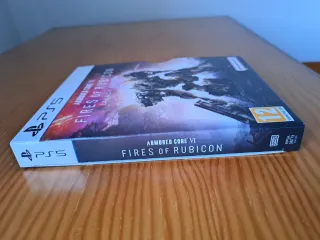 PS5
ARMORED CORE VI
FIRES OF RUBICON
12
PS5
ARMORED CORE VI
FIRES OF RUBICON